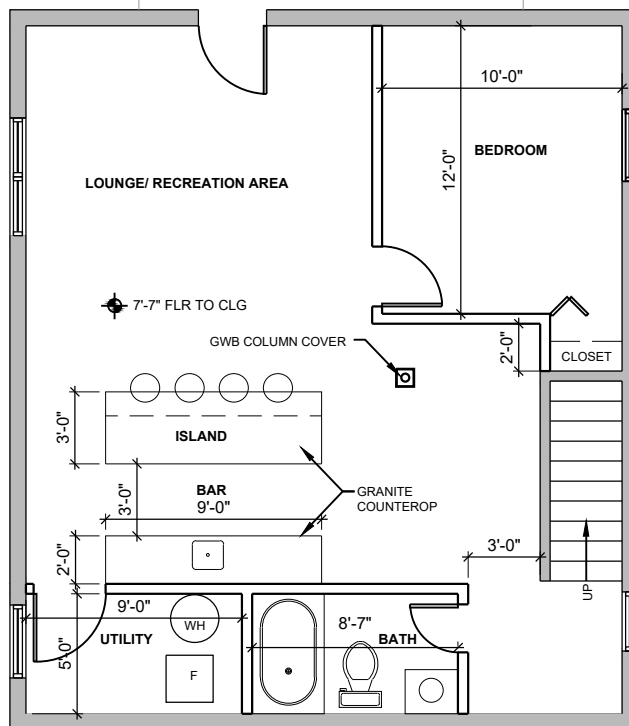 10'-0"
BEDROOM
12'-0"
LOUNGE/ RECREATION AREA
7'-7" FLR TO CLG
GWB COLUMN COVER
2'-0"
CLOSET
3'-0"
ISLAND
BAR
3'-0"
9'-0"
GRANITE
COUNTEROP
2'-0"
3'-0"
UP
9'-0"
WH
8'-7"
UTILITY
BATH
5'-0"
F